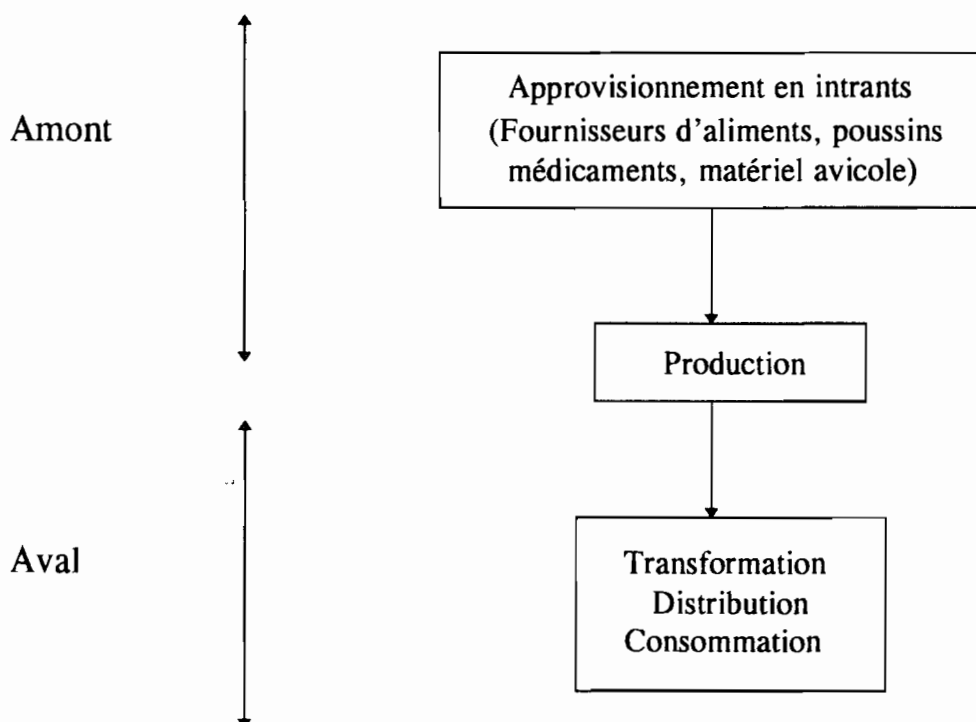 Approvisionnement en intrants
Amont
(Fournisseurs d'aliments, poussins
médicaments, matériel avicole)
Production
Aval
Transformation
Distribution
Consommation